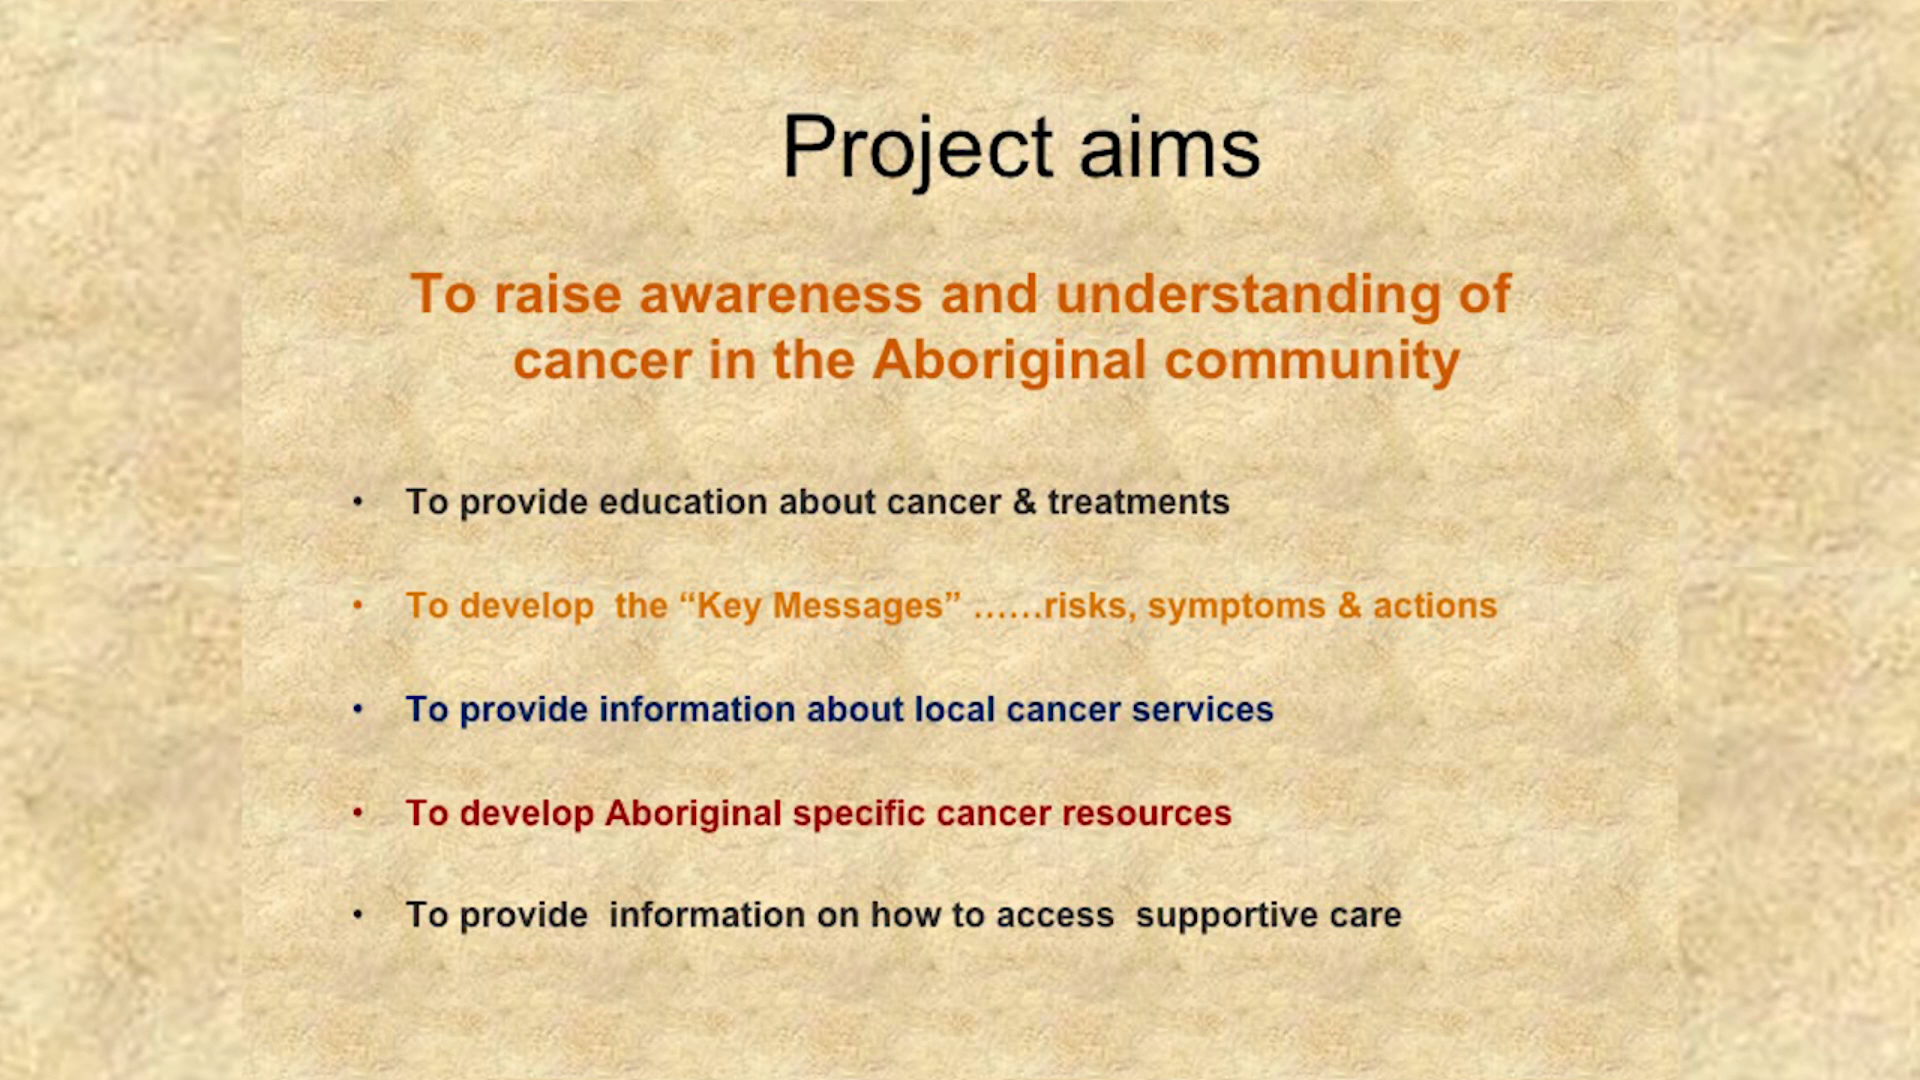 Project aims
To raise awareness and understanding of
cancer in the Aboriginal community
• To provide education about cancer & treatments
• To develop  the “Key Messages” ……risks, symptoms & actions
• To provide information about local cancer services
• To develop Aboriginal specific cancer resources
• To provide  information on how to access  supportive care